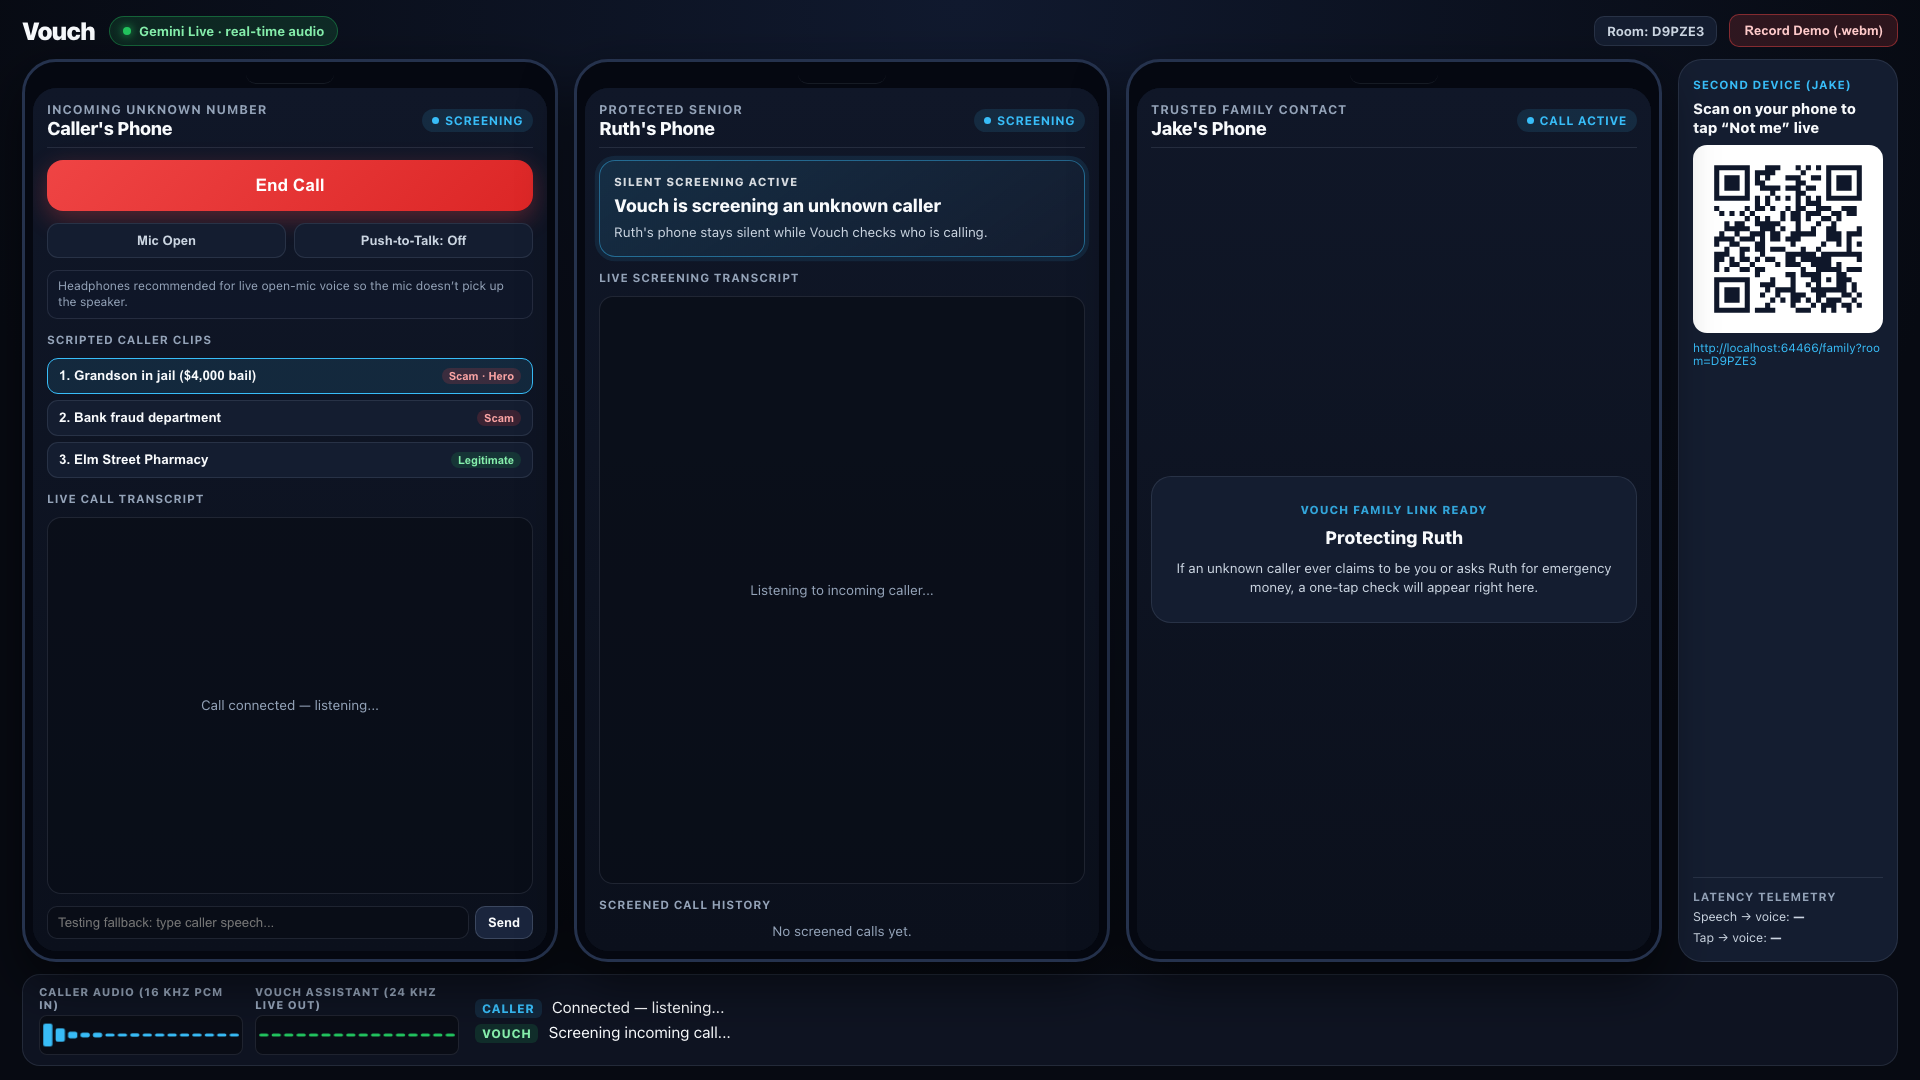 Vouch
Gemini Live · real-time audio
Room: D9PZE3
Record Demo (.webm)
INCOMING UNKNOWN NUMBER
Caller's Phone
SCREENING
End Call
Mic Open
Push-to-Talk: Off
Headphones recommended for live open-mic voice so the mic doesn't pick up
the speaker.
SCRIPTED CALLER CLIPS
1. Grandson in jail ($4,000 bail)
Scam · Hero
2. Bank fraud department
Scam
3. Elm Street Pharmacy
Legitimate
LIVE CALL TRANSCRIPT
Call connected — listening...
Testing fallback: type caller speech...
Send
PROTECTED SENIOR
Ruth's Phone
SCREENING
SILENT SCREENING ACTIVE
Vouch is screening an unknown caller
Ruth's phone stays silent while Vouch checks who is calling.
LIVE SCREENING TRANSCRIPT
Listening to incoming caller...
SCREENED CALL HISTORY
No screened calls yet.
TRUSTED FAMILY CONTACT
Jake's Phone
CALL ACTIVE
VOUCH FAMILY LINK READY
Protecting Ruth
If an unknown caller ever claims to be you or asks Ruth for emergency
money, a one-tap check will appear right here.
SECOND DEVICE (JAKE)
Scan on your phone to
tap “Not me” live
http://localhost:64466/family?roo
m=D9PZE3
LATENCY TELEMETRY
Speech → voice: —
Tap → voice: —
CALLER AUDIO (16 KHZ PCM
IN)
VOUCH ASSISTANT (24 KHZ
LIVE OUT)
CALLER Connected — listening...
VOUCH Screening incoming call...